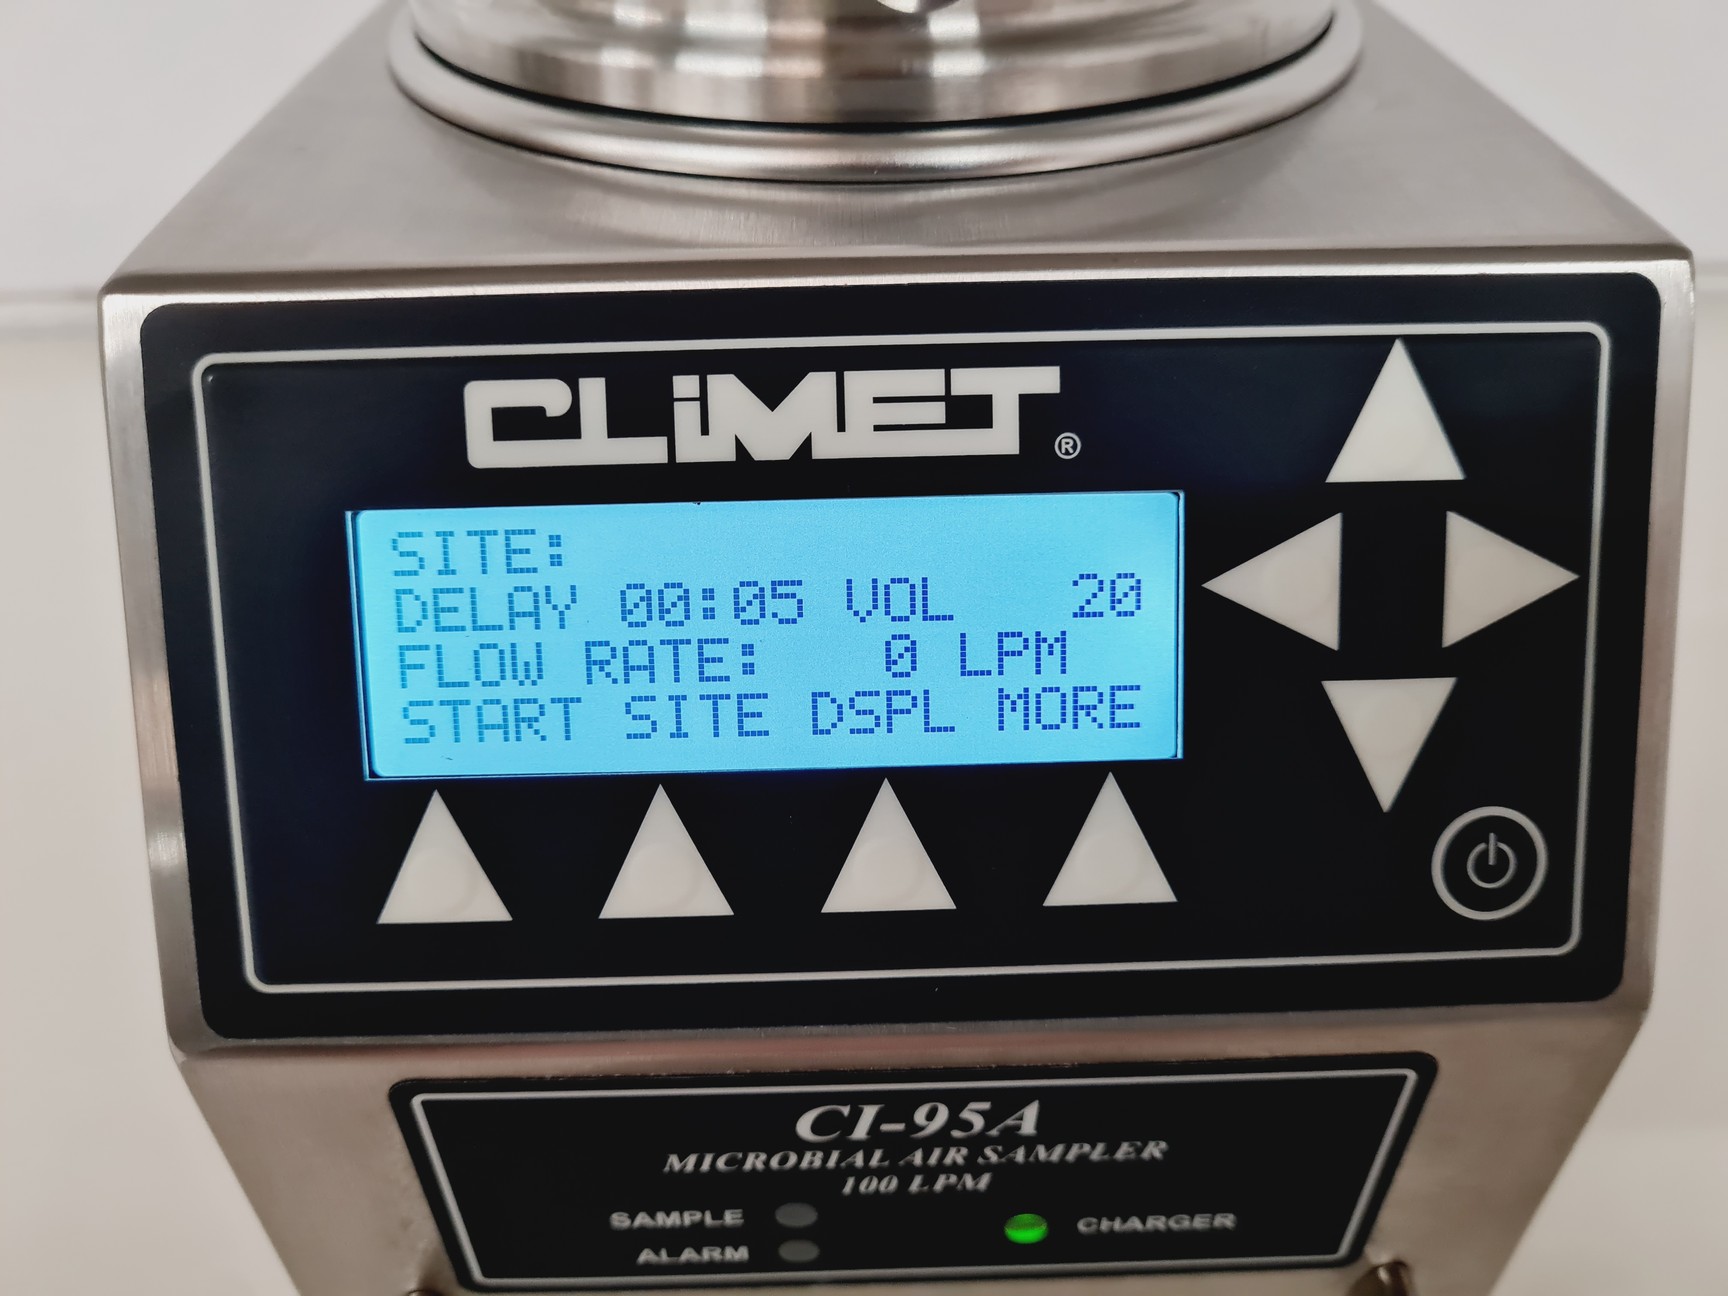 CLiMET®
SITE:
DELAY 00:05 VOL 20
FLOW RATE: 0 LPM
START SITE DSPL MORE
CI-95A
MICROBIAL AIR SAMPLER
100 LPM
SAMPLE
CHARGER
ALARM